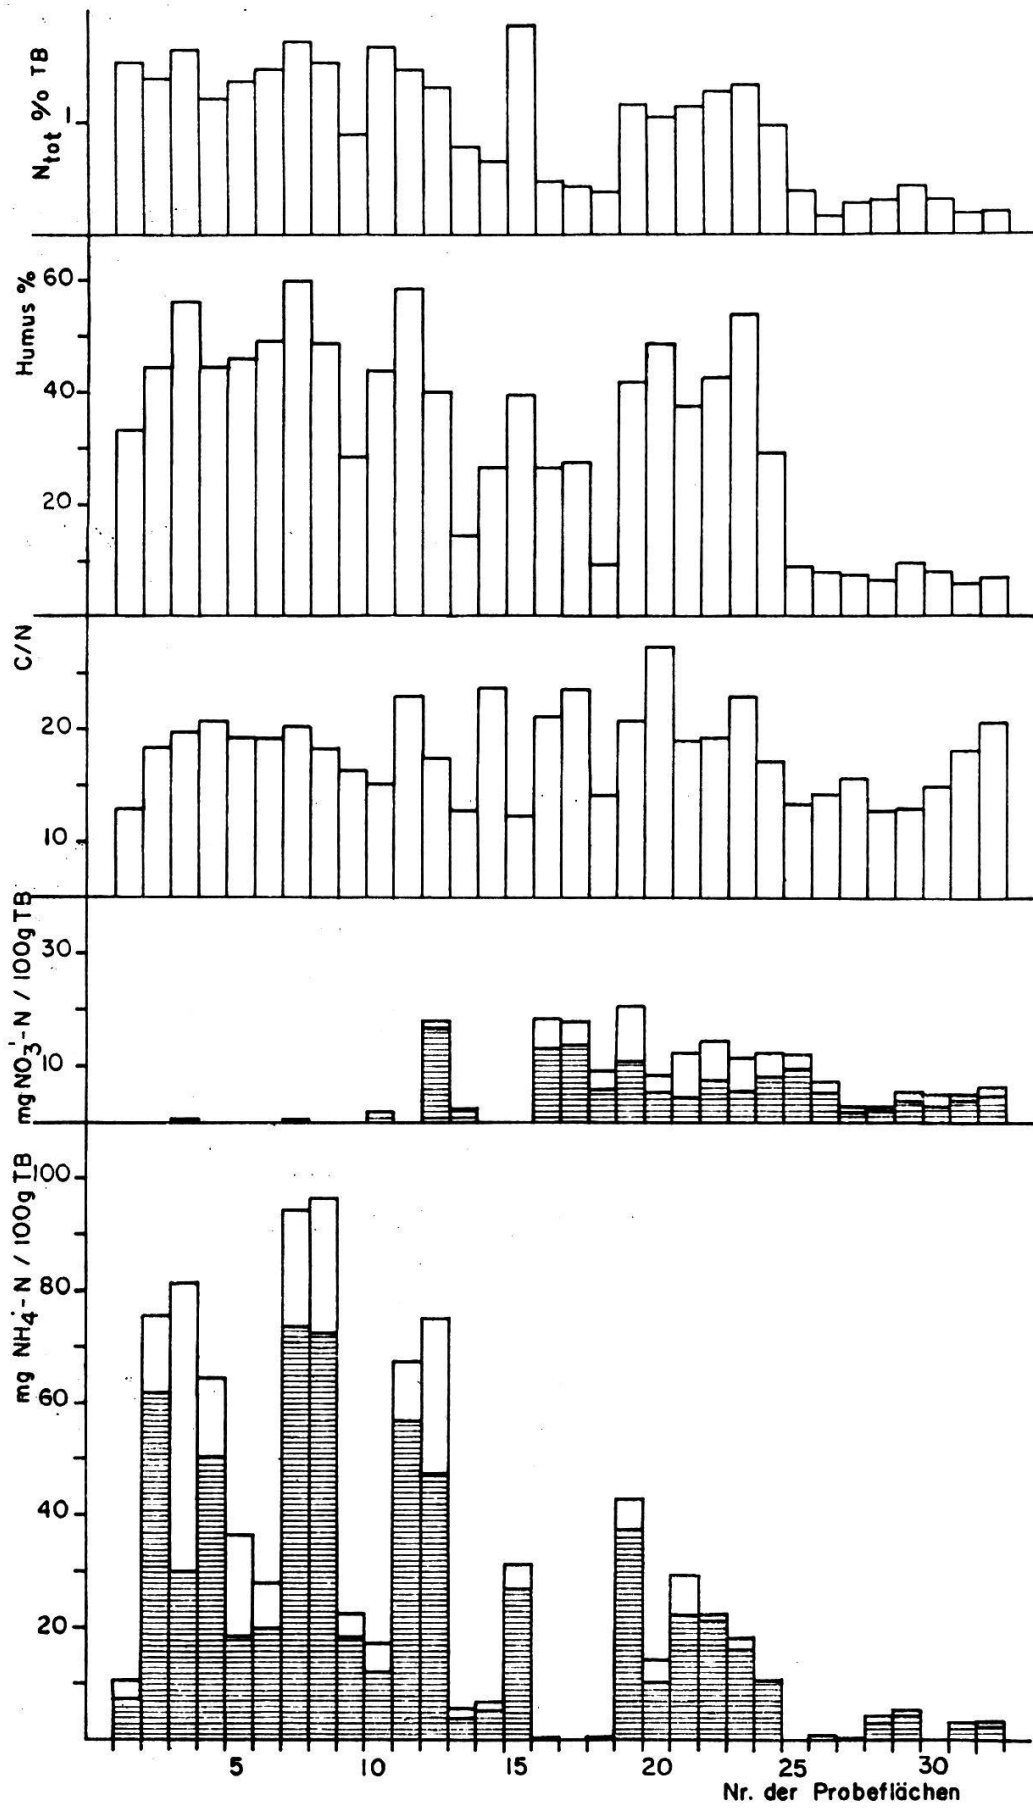 N_tot % TB
1
Humus %
60
40
20
C/N
20
10
mg NO₃'-N / 100g TB
30
10
mg NH₄·-N / 100g TB
100
80
60
40
20
5 10 15 20 25 30
Nr. der Probeflächen